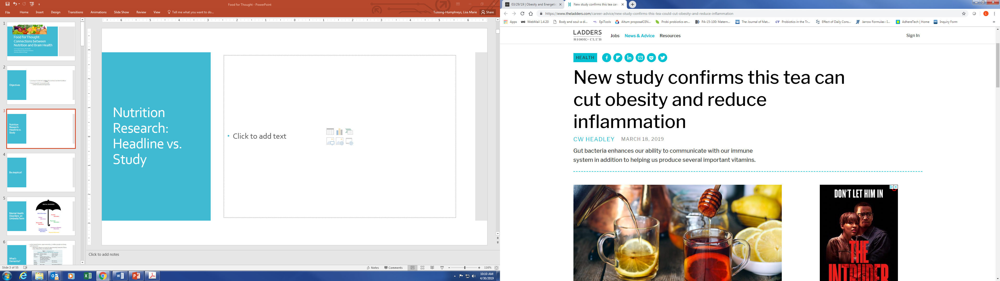 Food for Thought - PowerPoint
File Home Insert Design Transitions Animations Slide Show Review View Tell me what you want to do...
Tussing-Humphreys, Lisa Marie Share
1
Food for Thought:
Connections between
Nutrition and Brain Health
2
Objectives
3
Nutrition
Research:
Headline vs.
Study
4
Be skeptical!
5
Mental Health
Disorders: an
Umbrella Term
MENTAL DISORDERS
6
What's
Dementia?
Nutrition
Research:
Headline vs.
Study
• Click to add text
Click to add notes
Slide 3 of 55
Notes Comments 116%
10:10 AM
4/30/2019
03/29/19 | Obesity and Energetic
New study confirms this tea can
https://www.theladders.com/career-advice/new-study-confirms-this-tea-could-cut-obesity-and-reduce-inflammation
Apps UIC WebMail 1.4.20 Body and soul: a di... EpiTools Altum proposalCEN... Probi probiotics en... PA-15-100: Matern... The Journal of Mat... CT Probiotics in the Tr... Effect of Daily Cons... JF Jarrow Formulas : I... AdhereTech | Home Inquiry Form »
LADDERS
$100K+ CLUB
Jobs News & Advice Resources Sign In
HEALTH
New study confirms this tea can
cut obesity and reduce
inflammation
CW HEADLEY MARCH 18, 2019
Gut bacteria enhances our ability to communicate with our immune
system in addition to helping us produce several important vitamins.
DON'T LET HIM IN
THE
INTRUDER